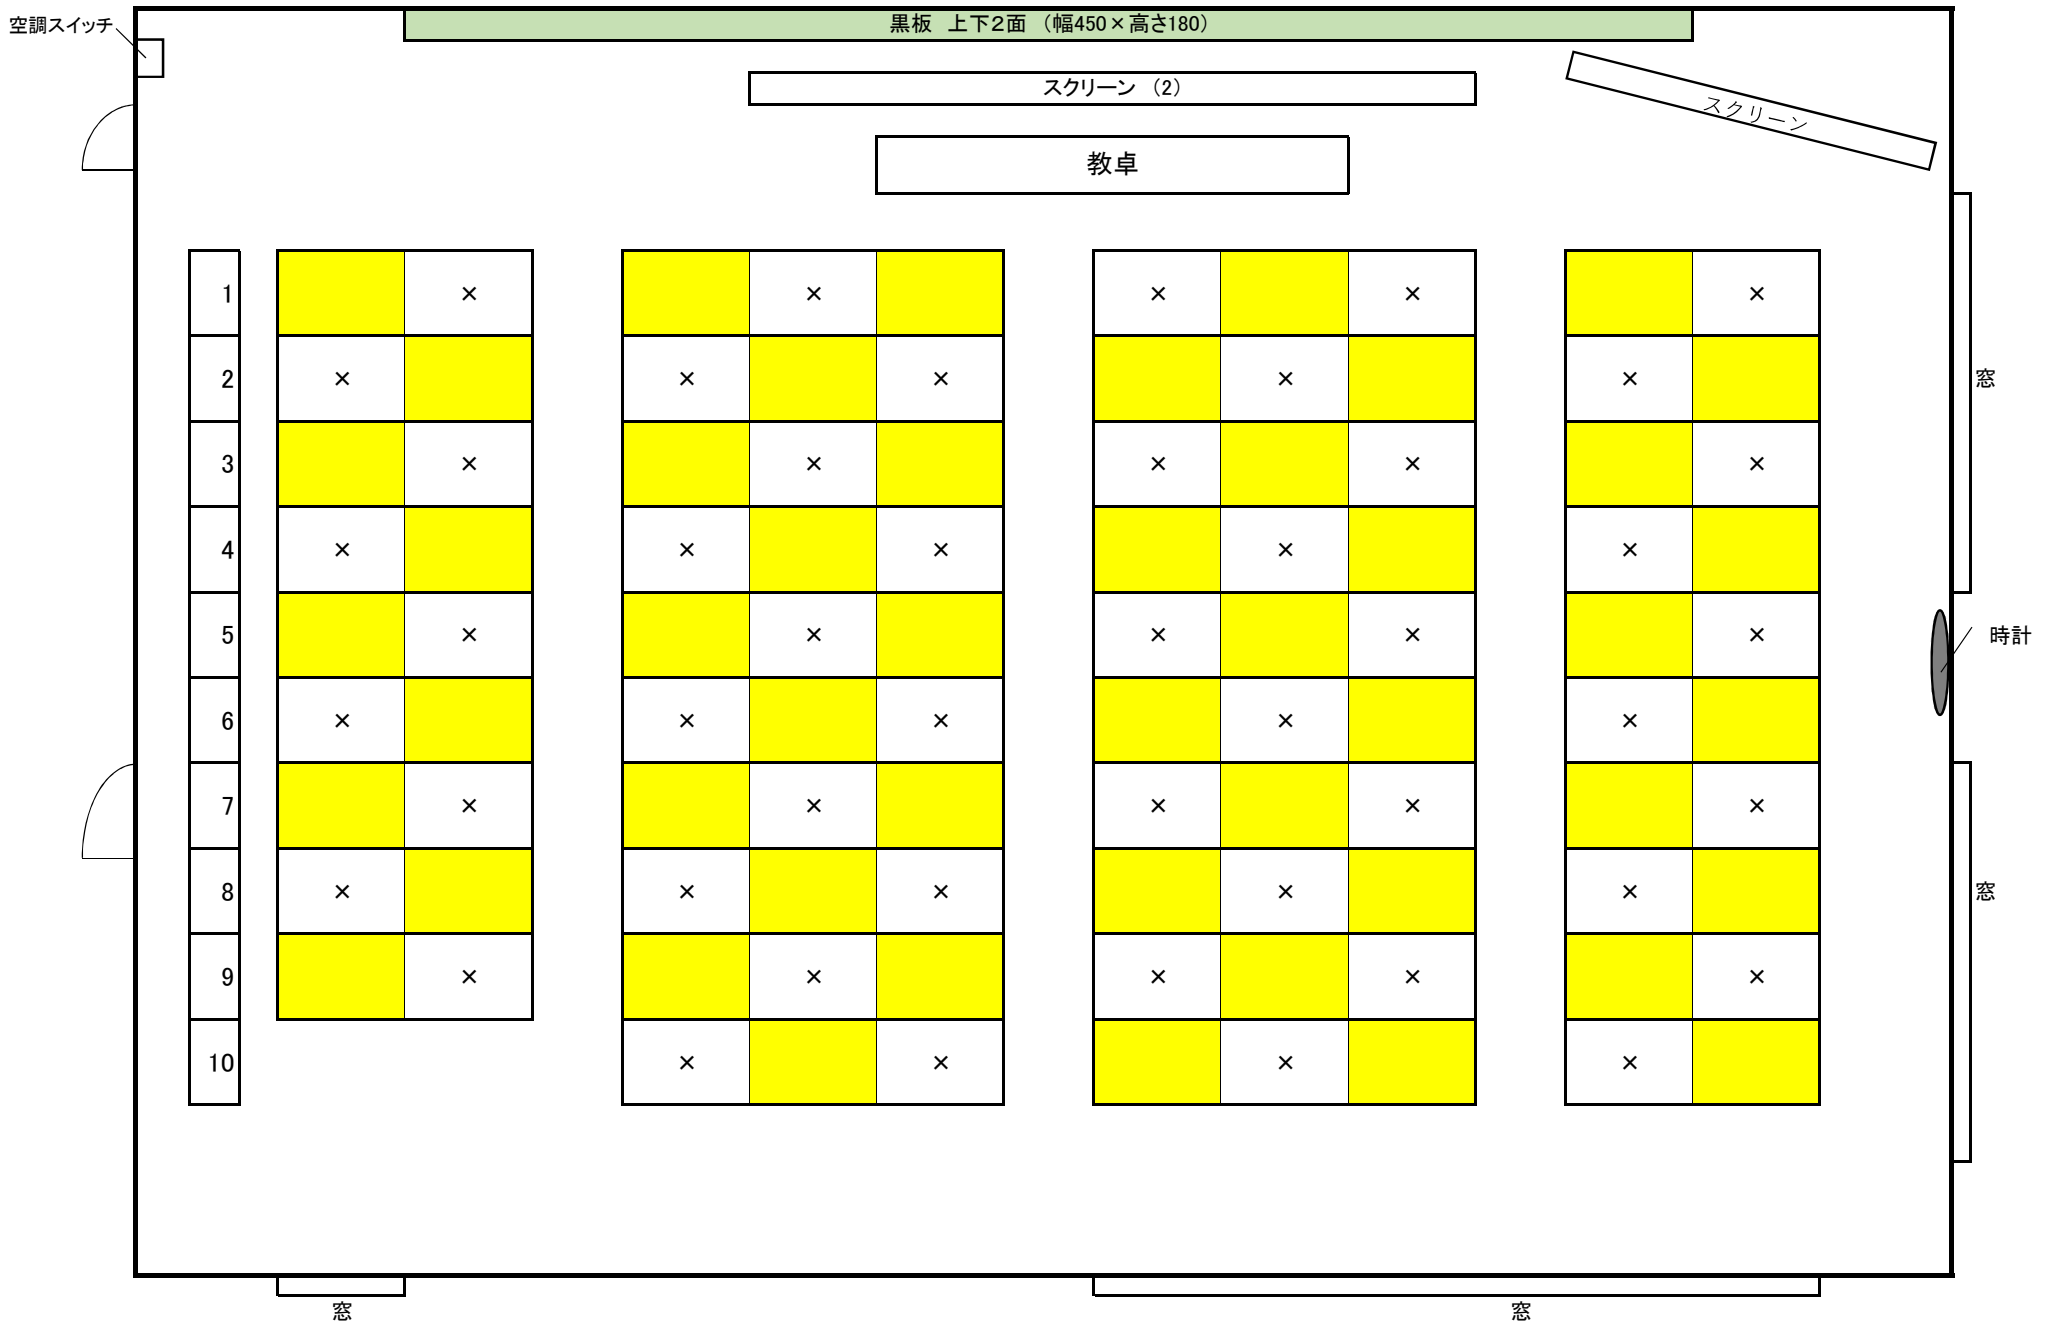 空調スイッチ
黒板　上下２面　（幅450×高さ180）
スクリーン　（2）
スクリーン
教卓
1 × × × × ×
2 × × × × × 窓
3 × × × × ×
4 × × × × ×
5 × × × × × 時計
6 × × × × ×
7 × × × × ×
8 × × × × × 窓
9 × × × × ×
10 × × × ×
窓 窓